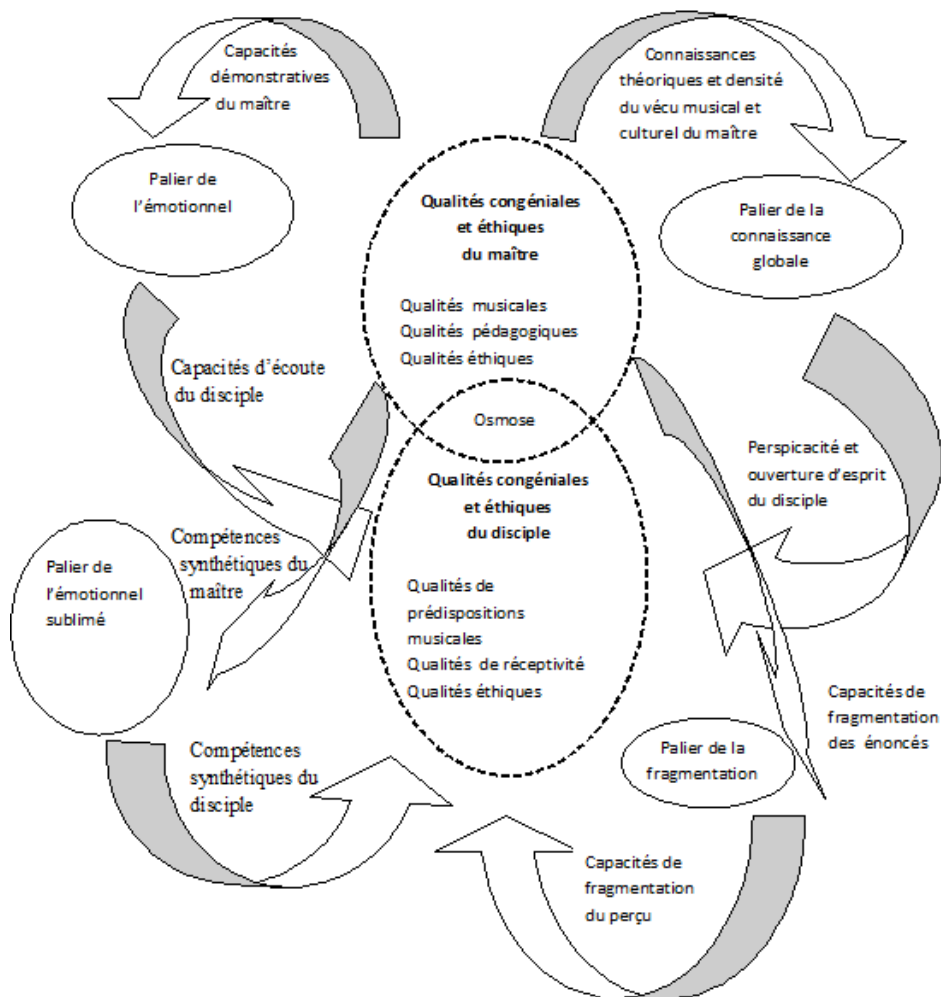 Capacités
démonstratives
du maître
Connaissances
théoriques et densité
du vécu musical et
culturel du maître
Palier de
l'émotionnel
Qualités congéniales
et éthiques
du maître
Qualités musicales
Qualités pédagogiques
Qualités éthiques
Palier de la
connaissance
globale
Capacités d'écoute
du disciple
Osmose
Perspicacité et
ouverture d'esprit
du disciple
Qualités congéniales
et éthiques
du disciple
Qualités de
prédispositions
musicales
Qualités de réceptivité
Qualités éthiques
Compétences
synthétiques du
maître
Palier de
l'émotionnel
sublimé
Capacités de
fragmentation
des énoncés
Palier de la
fragmentation
Compétences
synthétiques du
disciple
Capacités de
fragmentation
du perçu